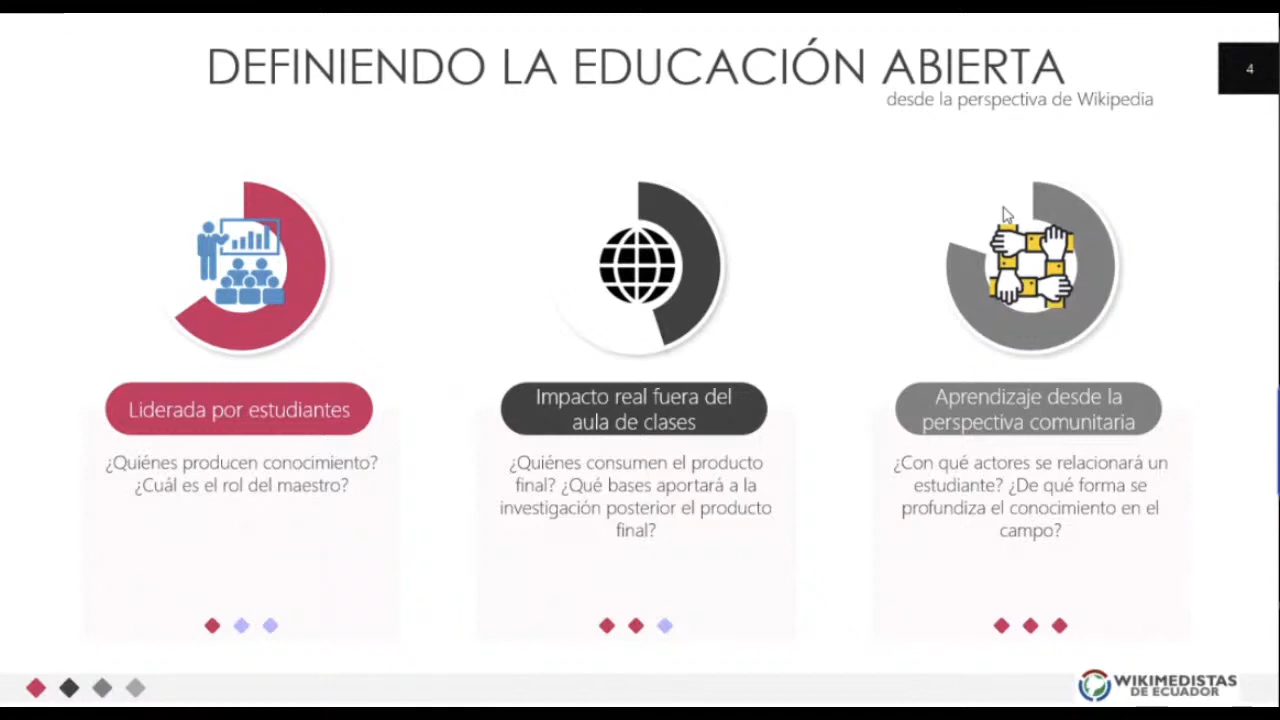 DEFINIENDO LA EDUCACIÓN ABIERTA
desde la perspectiva de Wikipedia
4
Liderada por estudiantes
¿Quiénes producen conocimiento?
¿Cuál es el rol del maestro?
Impacto real fuera del
aula de clases
¿Quiénes consumen el producto
final? ¿Qué bases aportará a la
investigación posterior el producto
final?
Aprendizaje desde la
perspectiva comunitaria
¿Con qué actores se relacionará un
estudiante? ¿De qué forma se
profundiza el conocimiento en el
campo?
WIKIMEDISTAS
DE ECUADOR